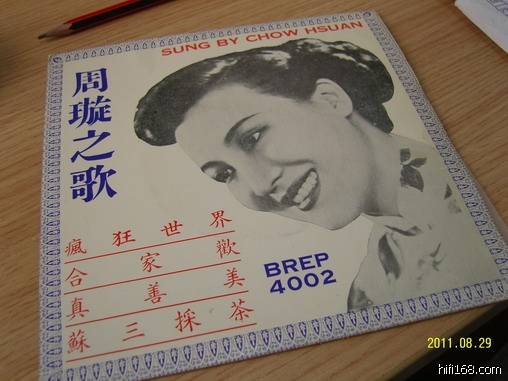 SUNG BY CHOW HSUAN
周璇之歌
瘋狂世界
合家歡
真善美
蘇三採茶
BREP
4002
2011.08.29
hifi168.com